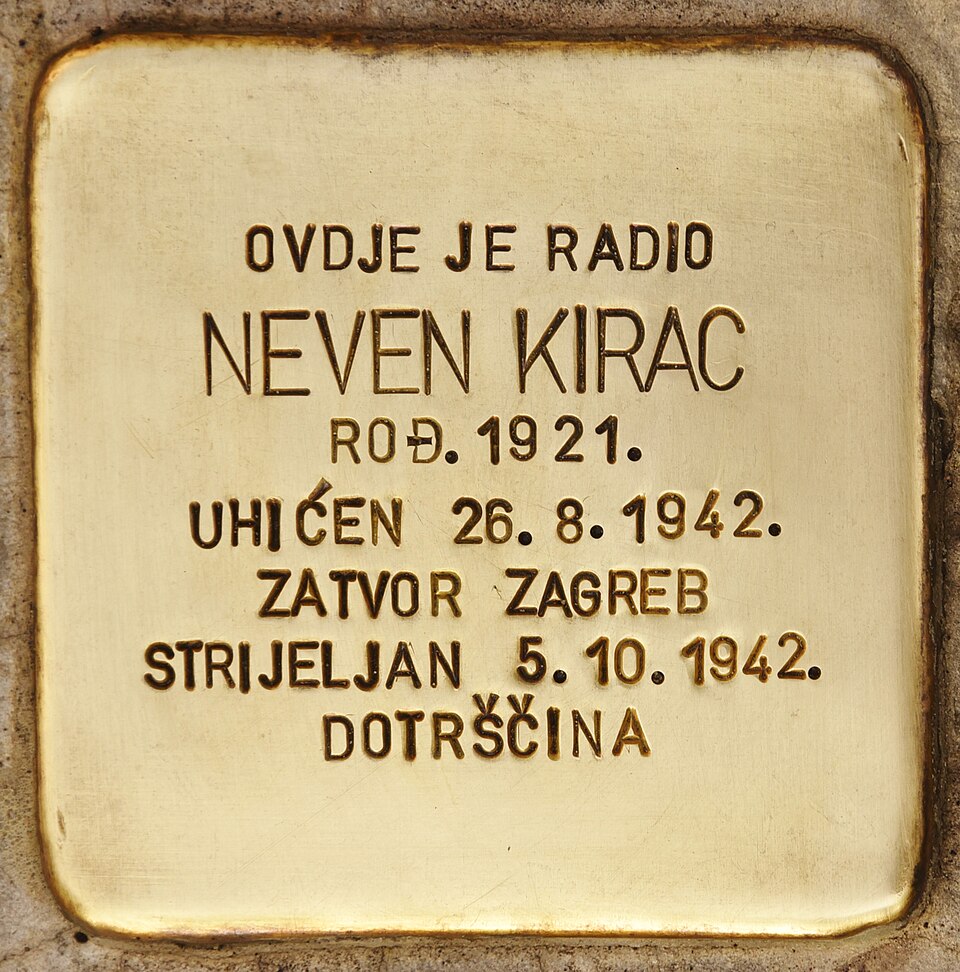 OVDJE JE RADIO
NEVEN KIRAC
ROĐ. 1921.
UHIĆEN 26. 8. 1942.
ZATVOR ZAGREB
STRIJELJAN 5. 10. 1942.
DOTRŠČINA